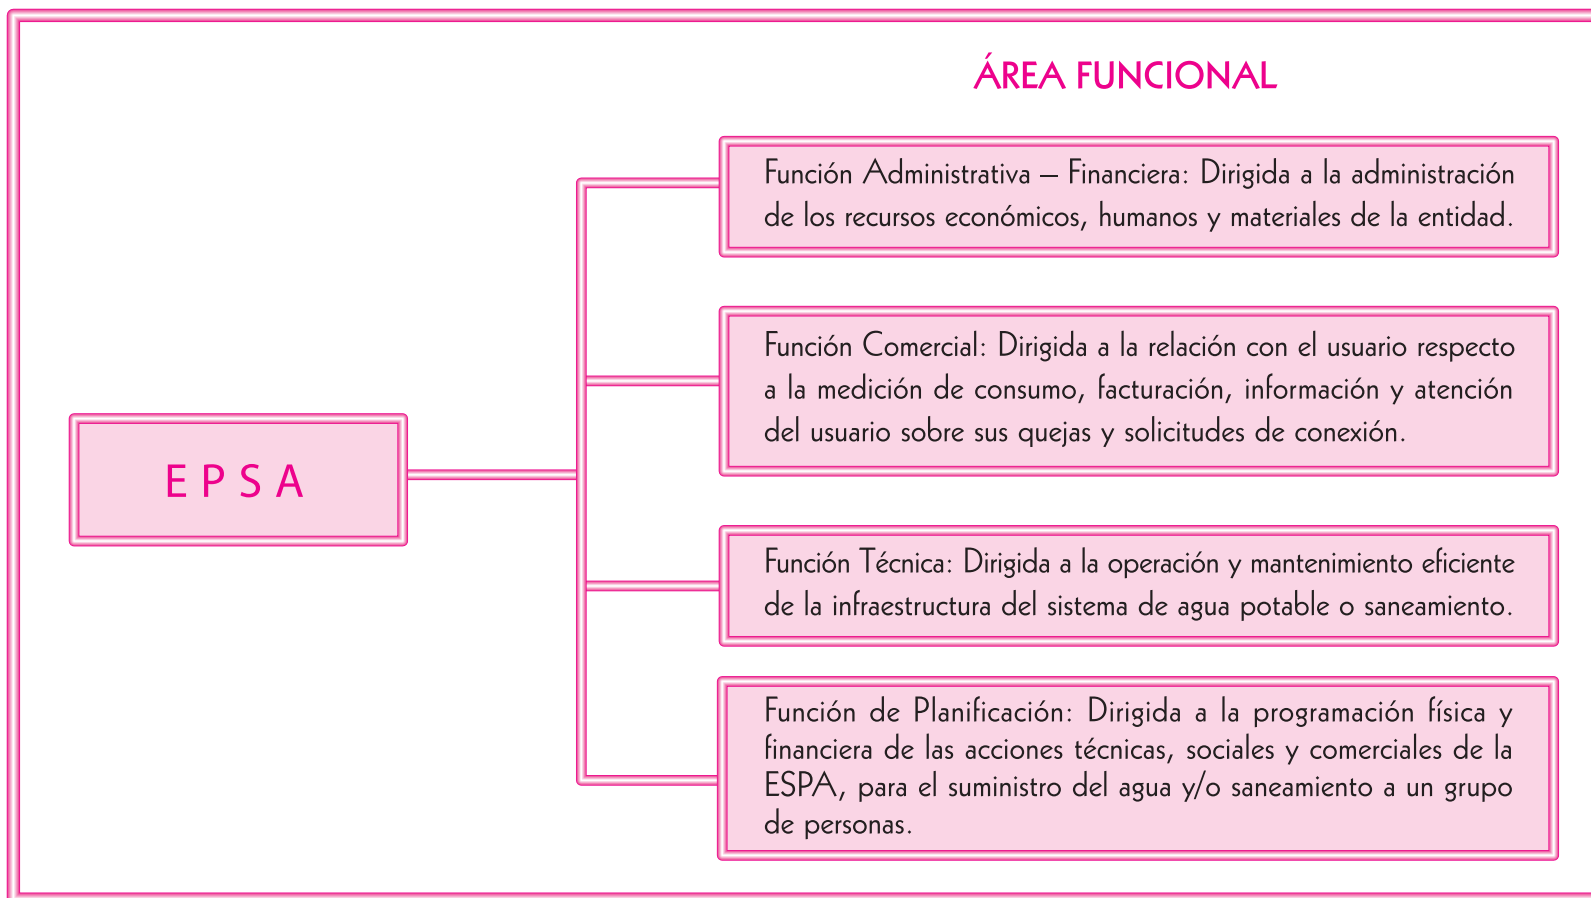 ÁREA FUNCIONAL
Función Administrativa – Financiera: Dirigida a la administración
de los recursos económicos, humanos y materiales de la entidad.
Función Comercial: Dirigida a la relación con el usuario respecto
a la medición de consumo, facturación, información y atención
del usuario sobre sus quejas y solicitudes de conexión.
E P S A
Función Técnica: Dirigida a la operación y mantenimiento eficiente
de la infraestructura del sistema de agua potable o saneamiento.
Función de Planificación: Dirigida a la programación física y
financiera de las acciones técnicas, sociales y comerciales de la
ESPA, para el suministro del agua y/o saneamiento a un grupo
de personas.